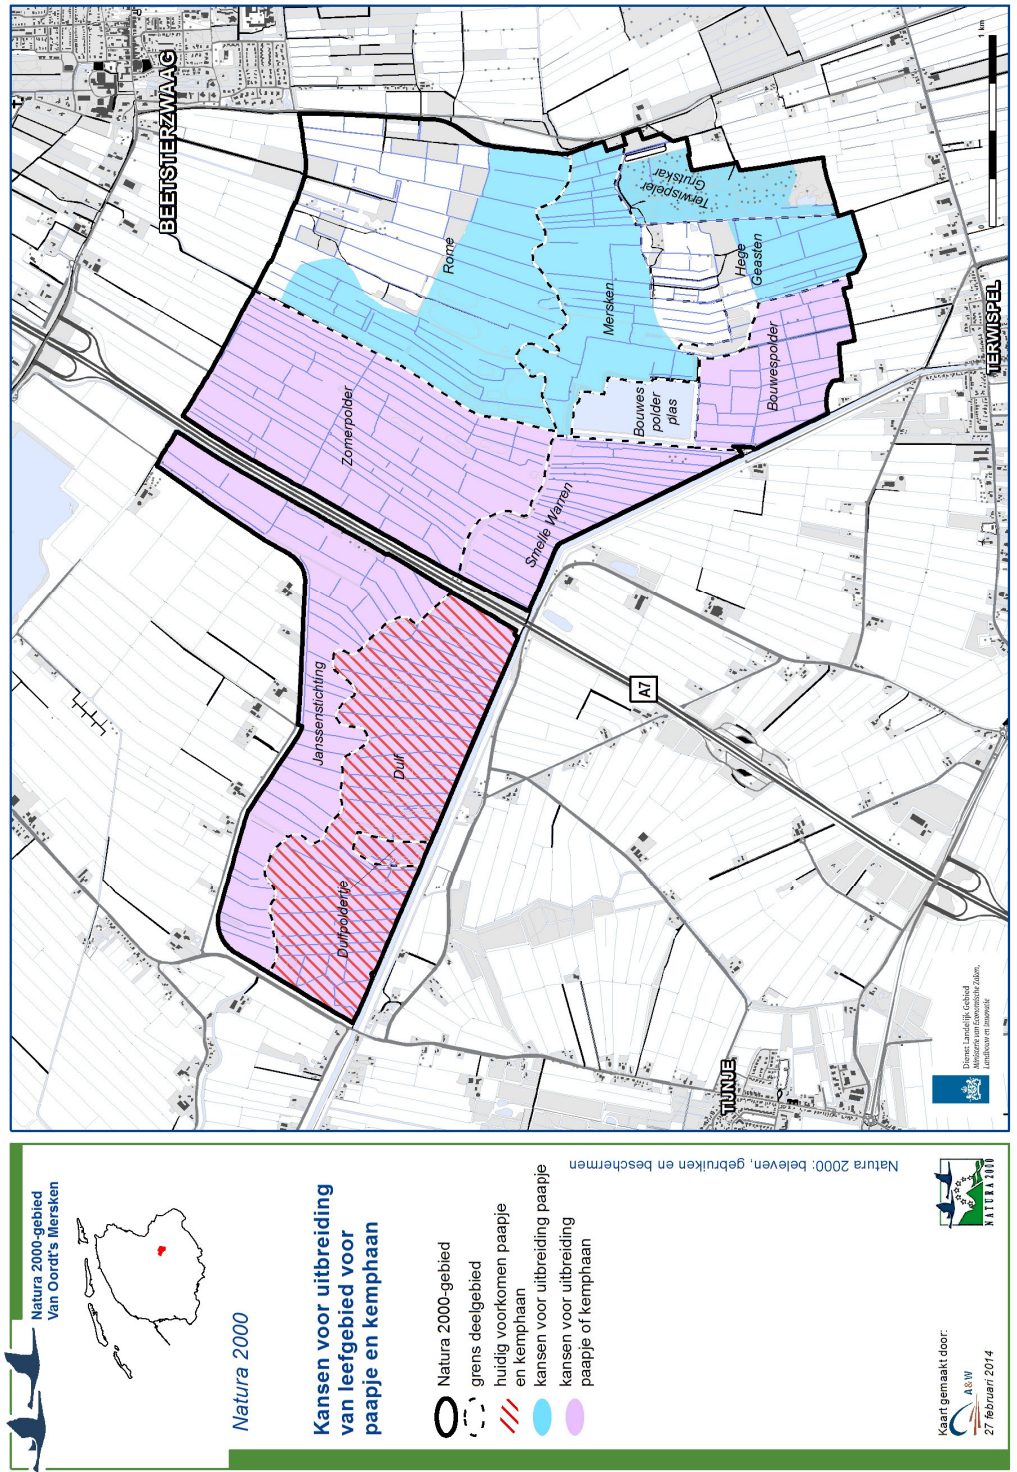 Natura 2000-gebied
Van Oordt's Mersken
Natura 2000
Kansen voor uitbreiding
van leefgebied voor
paapje en kemphaan
Natura 2000-gebied
grens deelgebied
huidig voorkomen paapje
en kemphaan
kansen voor uitbreiding paapje
kansen voor uitbreiding
paapje of kemphaan
Natura 2000: beleven, gebruiken en beschermen
Kaart gemaakt door:
A&W
27 februari 2014
NATURA 2000
BEETSTERZWAAG
Rome
Zomerpolder
Terwispeler
Grutskar
Mersken
Hege
Geasten
Bouwes
polder
plas
Bouwespolder
Smelle Warren
Janssenstichting
Dulf
Dulfpoldertje
A7
TERWISPEL
TIJNJE
0
1 km
Dienst Landelijk Gebied
Ministerie van Economische Zaken,
Landbouw en Innovatie